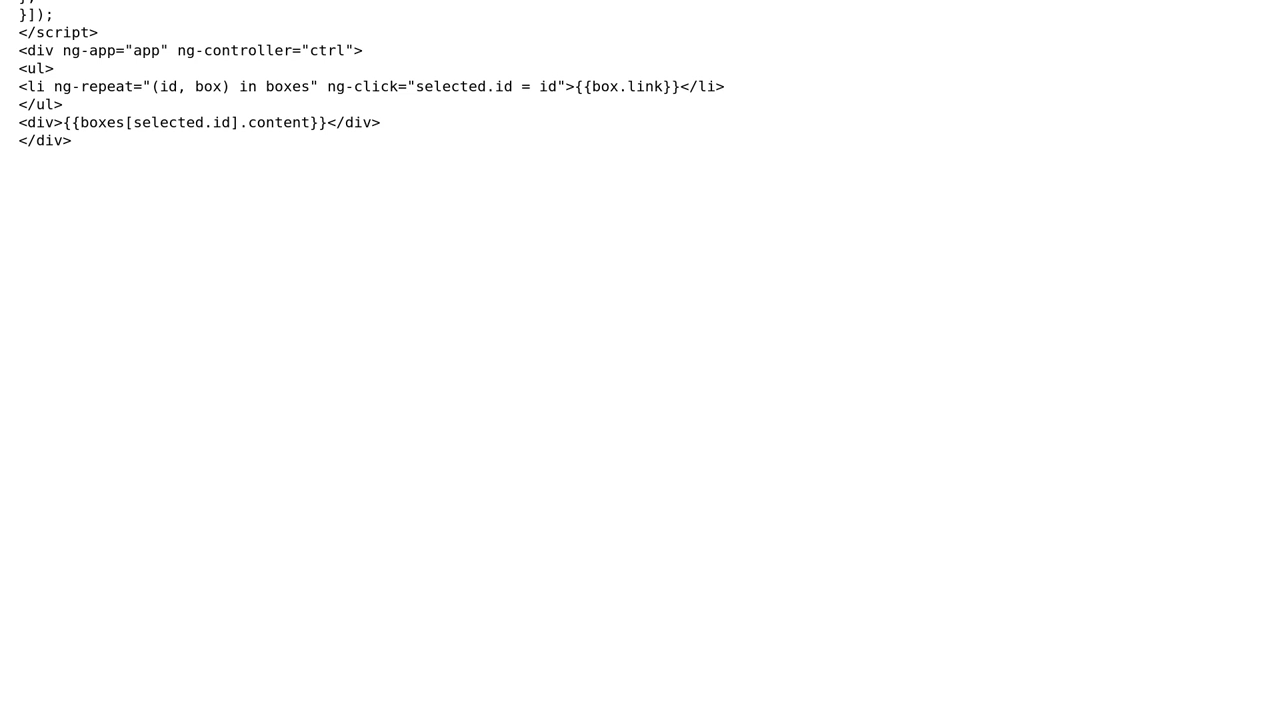 }]);
</script>
<div ng-app="app" ng-controller="ctrl">
<ul>
<li ng-repeat="(id, box) in boxes" ng-click="selected.id = id">{{box.link}}</li>
</ul>
<div>{{boxes[selected.id].content}}</div>
</div>